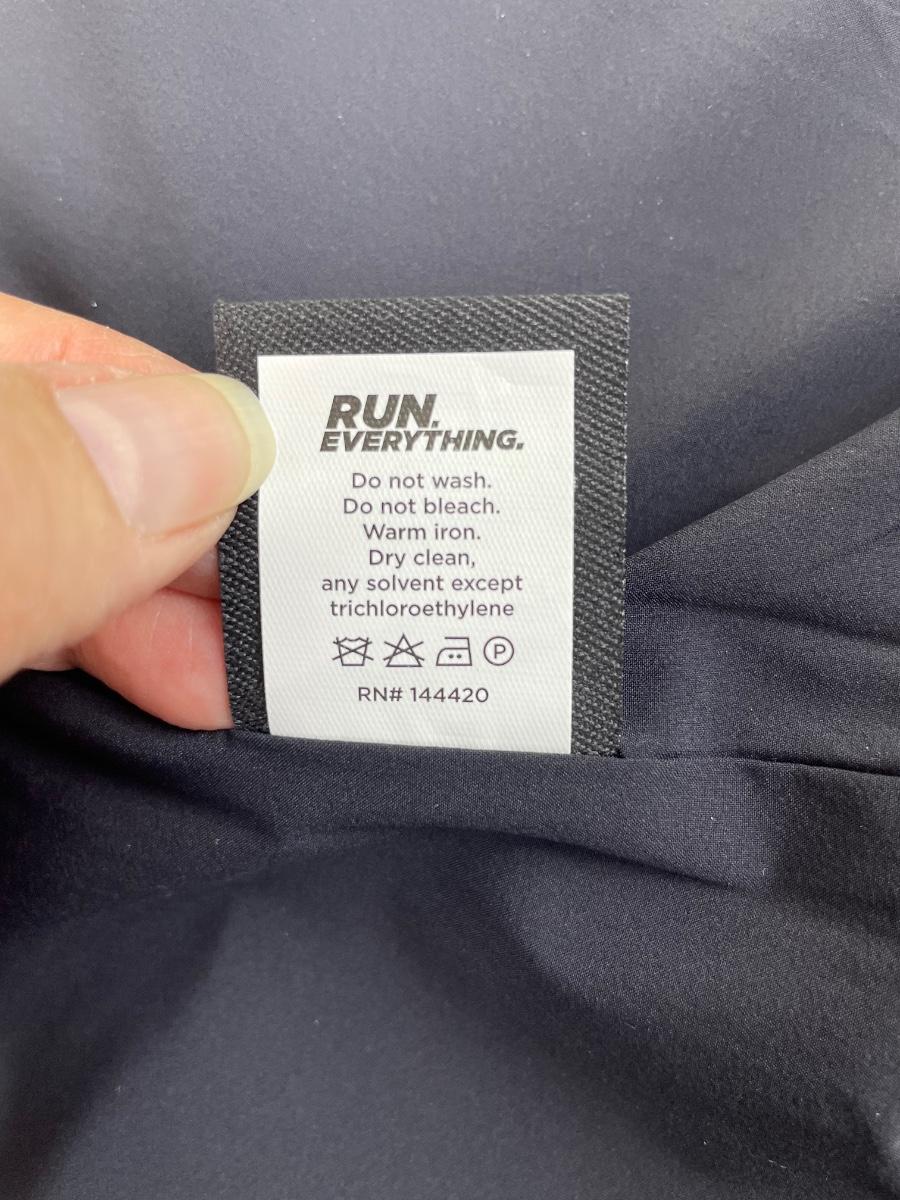 RUN.
EVERYTHING.
Do not wash.
Do not bleach.
Warm iron.
Dry clean,
any solvent except
trichloroethylene
P
RN# 144420